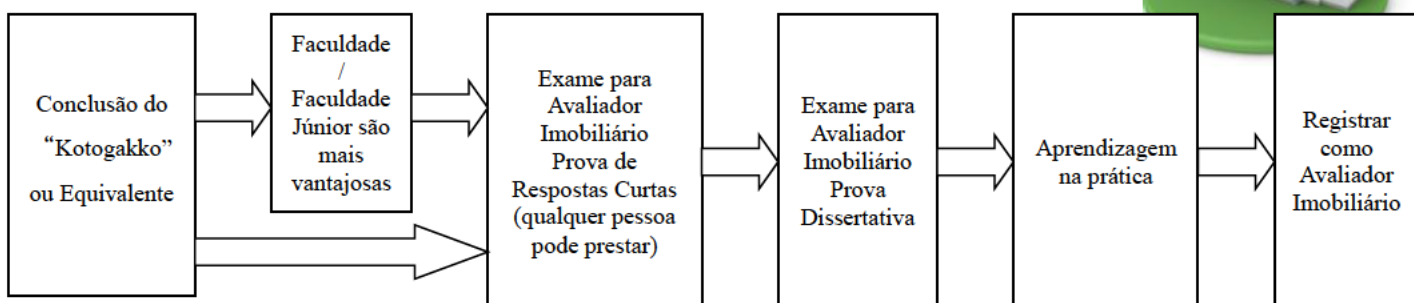 Conclusão do
“Kotogakko”
ou Equivalente
Faculdade
/
Faculdade
Júnior são
mais
vantajosas
Exame para
Avaliador
Imobiliário
Prova de
Respostas Curtas
(qualquer pessoa
pode prestar)
Exame para
Avaliador
Imobiliário
Prova
Dissertativa
Aprendizagem
na prática
Registrar
como
Avaliador
Imobiliário